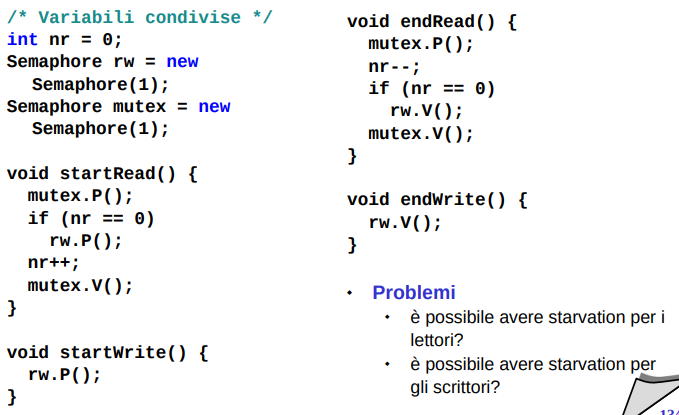 /* Variabili condivise */
int nr = 0;
Semaphore rw = new
Semaphore(1);
Semaphore mutex = new
Semaphore(1);
void startRead() {
mutex.P();
if (nr == 0)
rw.P();
nr++;
mutex.V();
}
void startWrite() {
rw.P();
}
void endRead() {
mutex.P();
nr--;
if (nr == 0)
rw.V();
mutex.V();
}
void endWrite() {
rw.V();
}
• Problemi
• è possibile avere starvation per i
lettori?
• è possibile avere starvation per
gli scrittori?